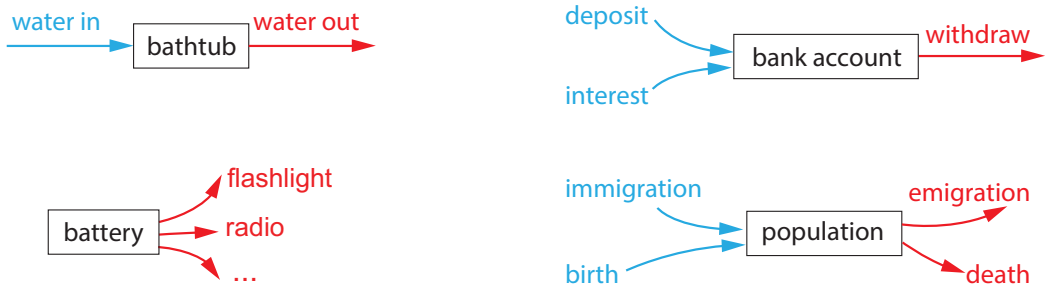 water in
bathtub
water out
deposit
interest
bank account
withdraw
battery
flashlight
radio
...
immigration
birth
population
emigration
death